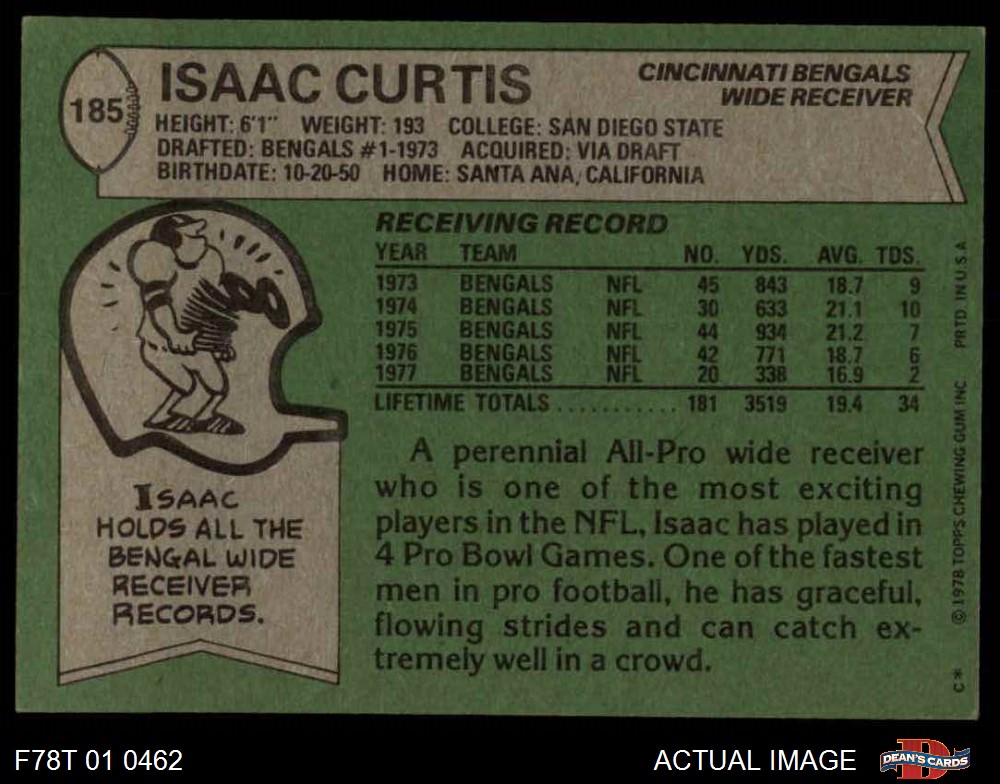 185
ISAAC CURTIS
CINCINNATI BENGALS
WIDE RECEIVER
HEIGHT: 6'1" WEIGHT: 193 COLLEGE: SAN DIEGO STATE
DRAFTED: BENGALS #1-1973 ACQUIRED: VIA DRAFT
BIRTHDATE: 10-20-50 HOME: SANTA ANA, CALIFORNIA
RECEIVING RECORD
YEAR TEAM NO. YDS. AVG. TDS.
1973 BENGALS NFL 45 843 18.7 9
1974 BENGALS NFL 30 633 21.1 10
1975 BENGALS NFL 44 934 21.2 7
1976 BENGALS NFL 42 771 18.7 6
1977 BENGALS NFL 20 338 16.9 2
LIFETIME TOTALS ........... 181 3519 19.4 34
A perennial All-Pro wide receiver
who is one of the most exciting
players in the NFL, Isaac has played in
4 Pro Bowl Games. One of the fastest
men in pro football, he has graceful,
flowing strides and can catch ex-
tremely well in a crowd.
ISAAC
HOLDS ALL THE
BENGAL WIDE
RECEIVER
RECORDS.
C* © 1978 TOPPS CHEWING GUM INC. PRTD. IN U.S.A.
F78T 01 0462
ACTUAL IMAGE
D
DEAN'S CARDS